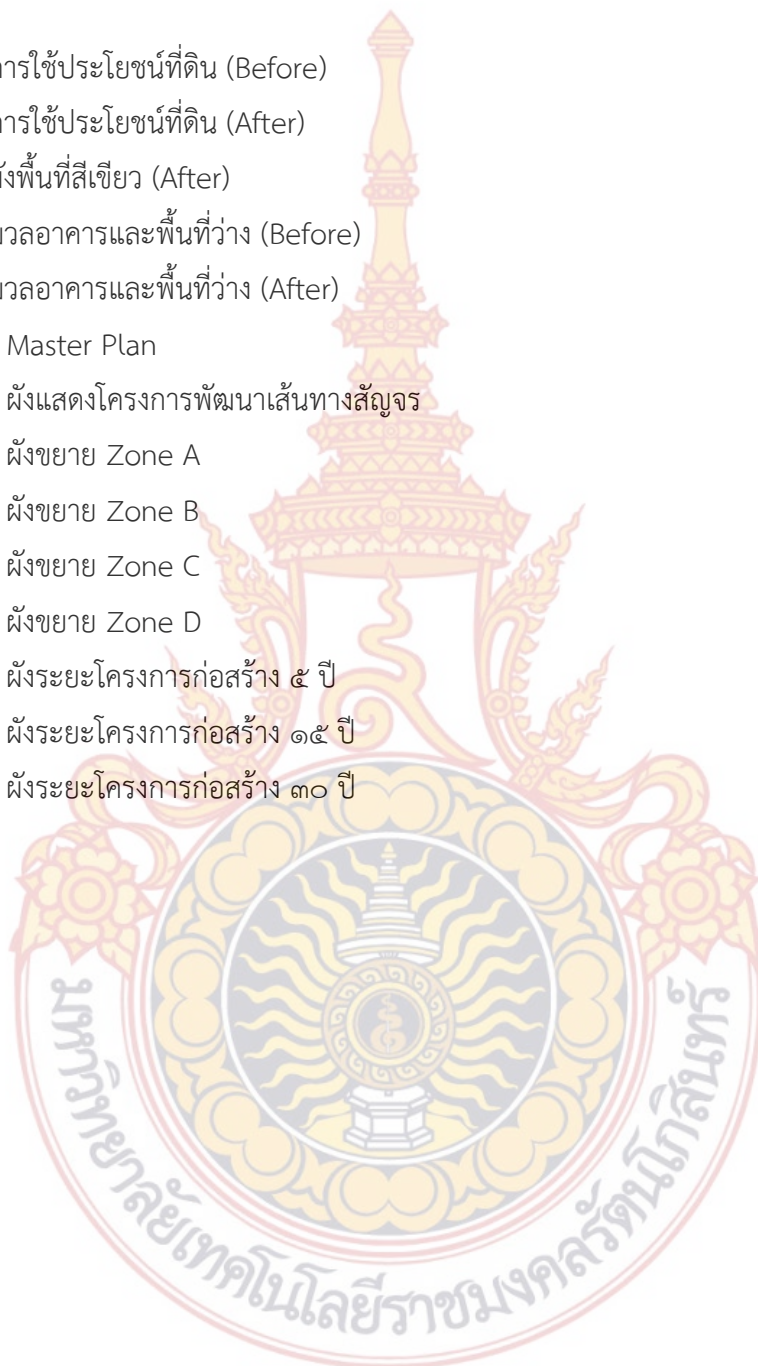 การใช้ประโยชน์ที่ดิน (Before)
การใช้ประโยชน์ที่ดิน (After)
ผังพื้นที่สีเขียว (After)
มวลอาคารและพื้นที่ว่าง (Before)
มวลอาคารและพื้นที่ว่าง (After)
Master Plan
ผังแสดงโครงการพัฒนาเส้นทางสัญจร
ผังขยาย Zone A
ผังขยาย Zone B
ผังขยาย Zone C
ผังขยาย Zone D
ผังระยะโครงการก่อสร้าง ๕ ปี
ผังระยะโครงการก่อสร้าง ๑๕ ปี
ผังระยะโครงการก่อสร้าง ๓๐ ปี
มหาวิทยาลัยเทคโนโลยีราชมงคลรัตนโกสินทร์